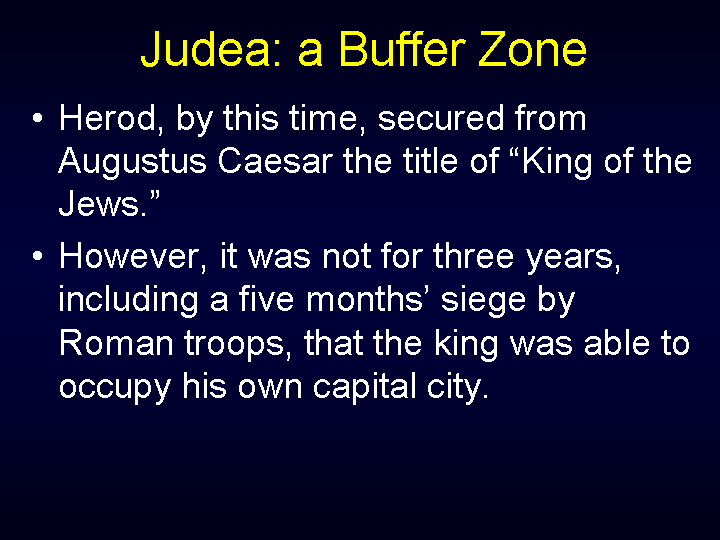 Judea: a Buffer Zone
• Herod, by this time, secured from
Augustus Caesar the title of “King of the
Jews.”
• However, it was not for three years,
including a five months’ siege by
Roman troops, that the king was able to
occupy his own capital city.